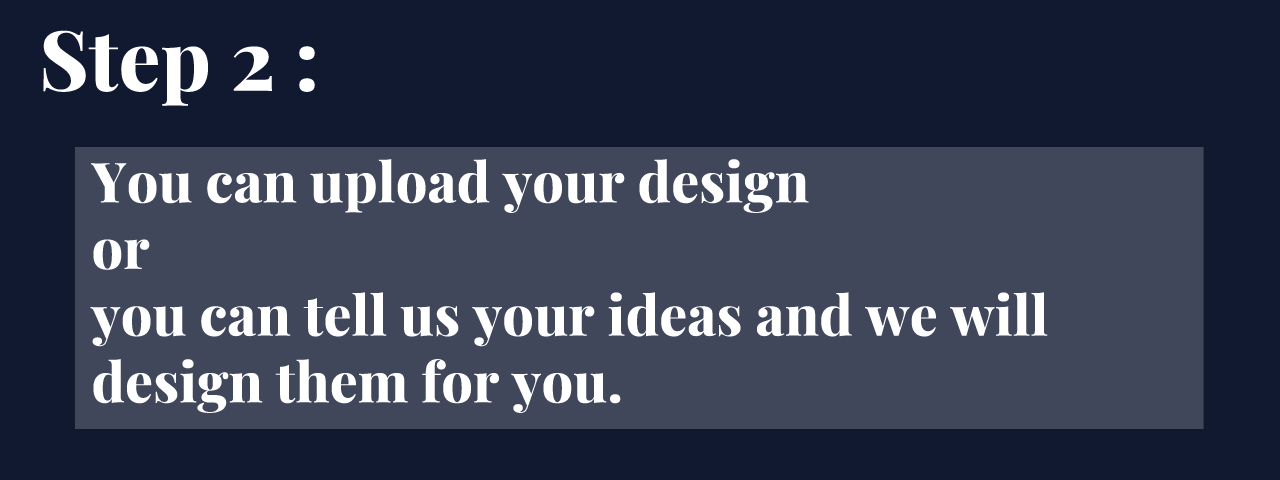 Step 2 :
You can upload your design
or
you can tell us your ideas and we will
design them for you.